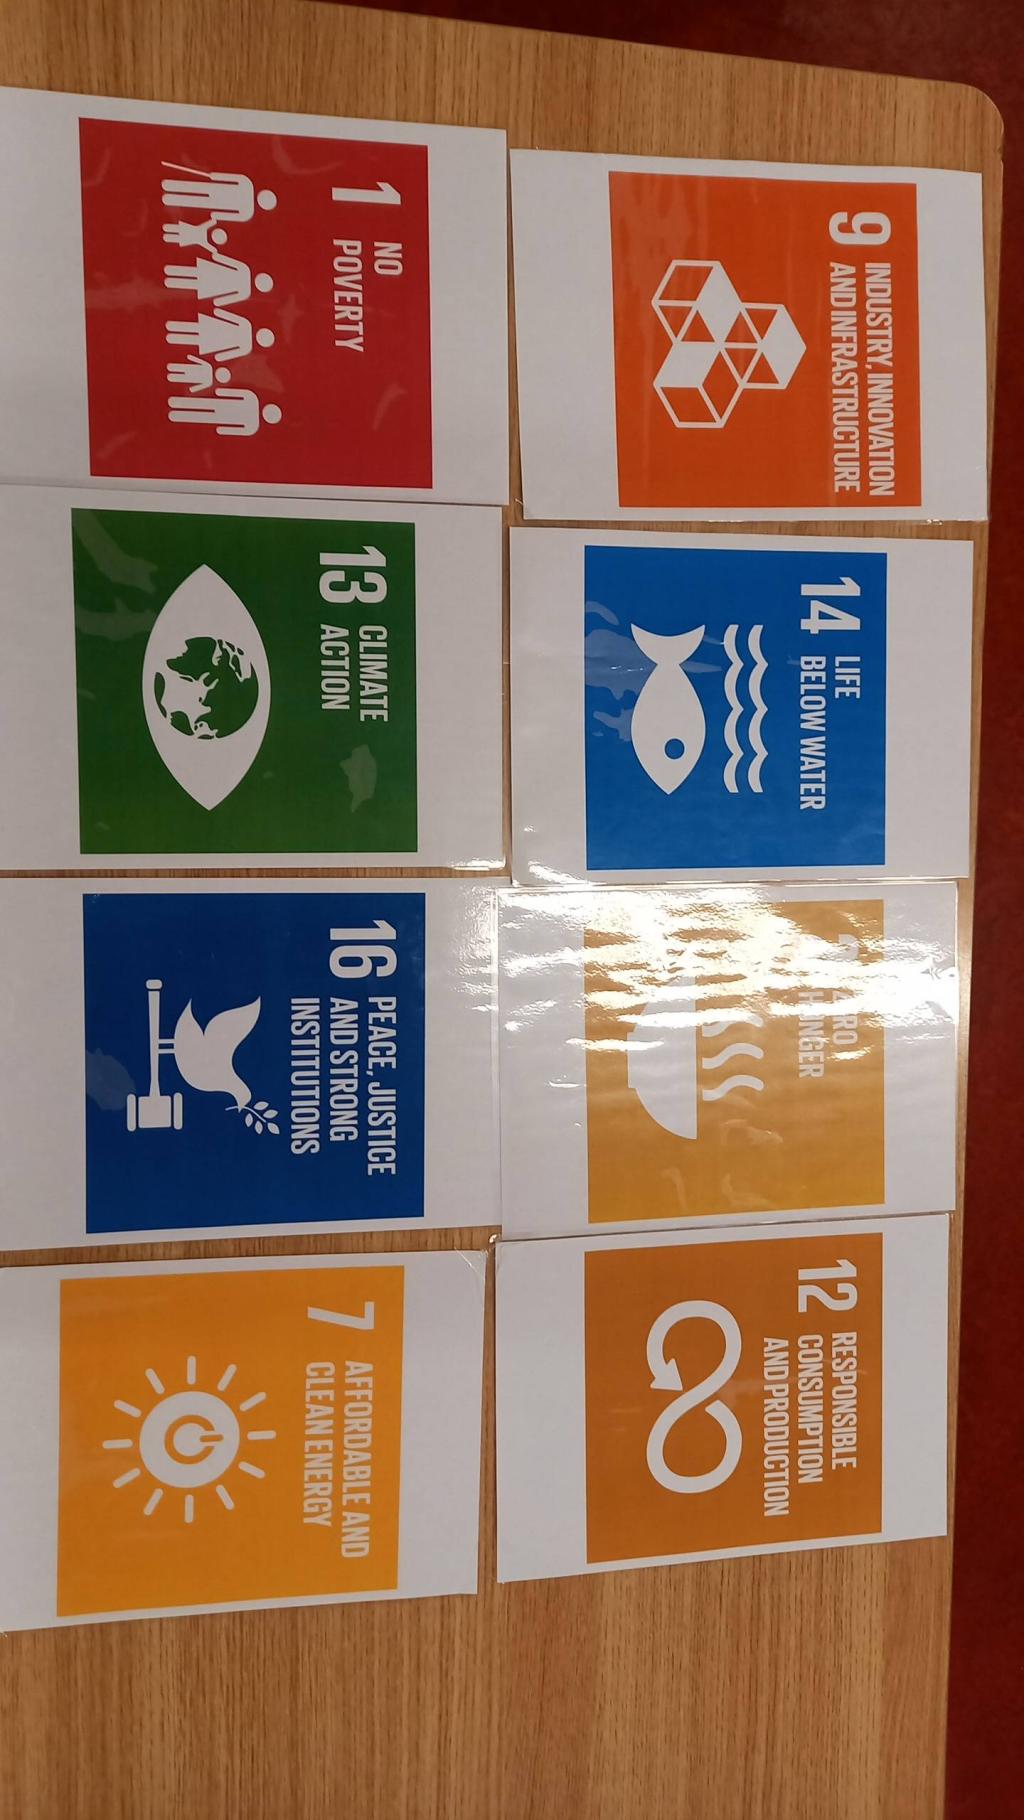 9 INDUSTRY, INNOVATION
AND INFRASTRUCTURE
14 LIFE
BELOW WATER
HUNGER
12 RESPONSIBLE
CONSUMPTION
AND PRODUCTION
1 NO
POVERTY
13 CLIMATE
ACTION
16 PEACE, JUSTICE
AND STRONG
INSTITUTIONS
7 AFFORDABLE AND
CLEAN ENERGY